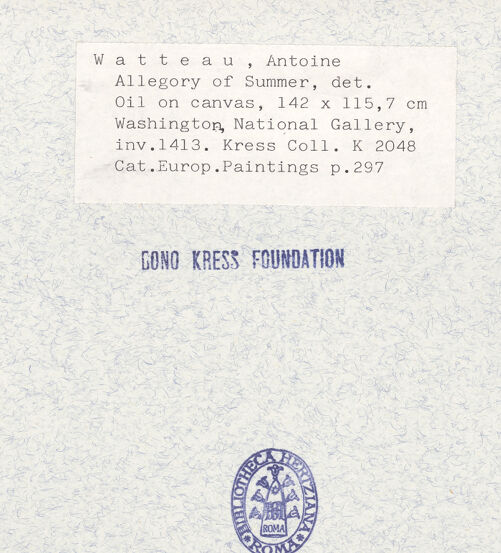 W a t t e a u , Antoine
Allegory of Summer, det.
Oil on canvas, 142 x 115,7 cm
Washington, National Gallery,
inv.1413. Kress Coll. K 2048
Cat.Europ.Paintings p.297
DONO KRESS FOUNDATION
BIBLIOTHECA HERTZIANA
ROMA
ROMA